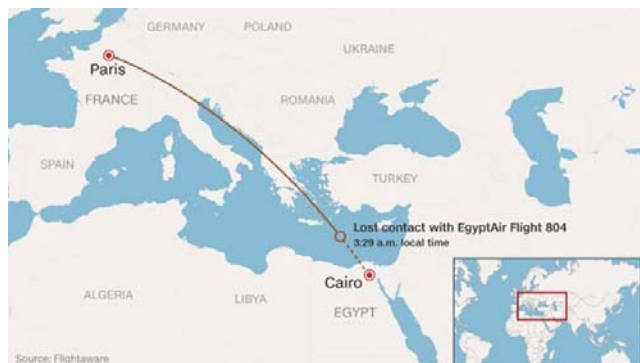 GERMANY
POLAND
UKRAINE
Paris
FRANCE
ROMANIA
SPAIN
TURKEY
Lost contact with EgyptAir Flight 804
3:29 a.m. local time
Cairo
ALGERIA
LIBYA
EGYPT
Source: Flightaware